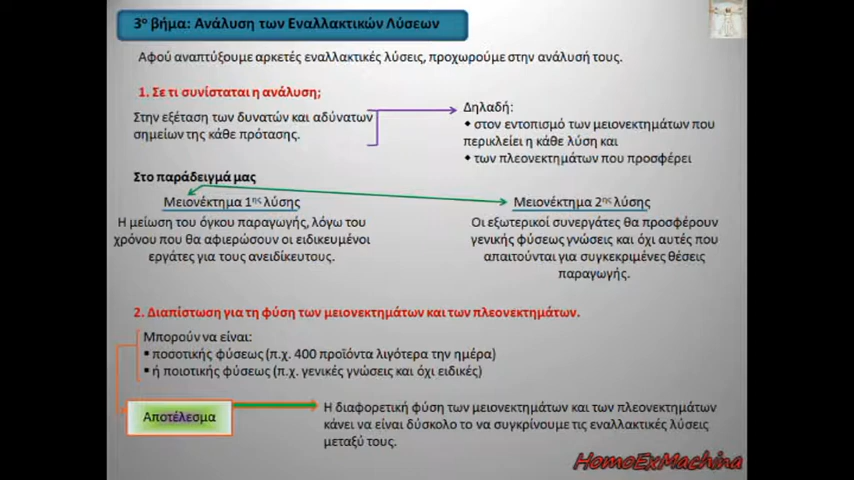 3ο βήμα: Ανάλυση των Εναλλακτικών Λύσεων
Αφού αναπτύξουμε αρκετές εναλλακτικές λύσεις, προχωρούμε στην ανάλυσή τους.
1. Σε τι συνίσταται η ανάλυση;
Στην εξέταση των δυνατών και αδύνατων
σημείων της κάθε πρότασης.
Δηλαδή:
♦ στον εντοπισμό των μειονεκτημάτων που
περικλείει η κάθε λύση και
♦ των πλεονεκτημάτων που προσφέρει
Στο παράδειγμά μας
Μειονέκτημα 1ης λύσης
Η μείωση του όγκου παραγωγής, λόγω του
χρόνου που θα αφιερώσουν οι ειδικευμένοι
εργάτες για τους ανειδίκευτους.
Μειονέκτημα 2ης λύσης
Οι εξωτερικοί συνεργάτες θα προσφέρουν
γενικής φύσεως γνώσεις και όχι αυτές που
απαιτούνται για συγκεκριμένες θέσεις
παραγωγής.
2. Διαπίστωση για τη φύση των μειονεκτημάτων και των πλεονεκτημάτων.
Μπορούν να είναι:
▪ ποσοτικής φύσεως (π.χ. 400 προϊόντα λιγότερα την ημέρα)
▪ ή ποιοτικής φύσεως (π.χ. γενικές γνώσεις και όχι ειδικές)
Αποτέλεσμα
Η διαφορετική φύση των μειονεκτημάτων και των πλεονεκτημάτων
κάνει να είναι δύσκολο το να συγκρίνουμε τις εναλλακτικές λύσεις
μεταξύ τους.
HomoExMachina